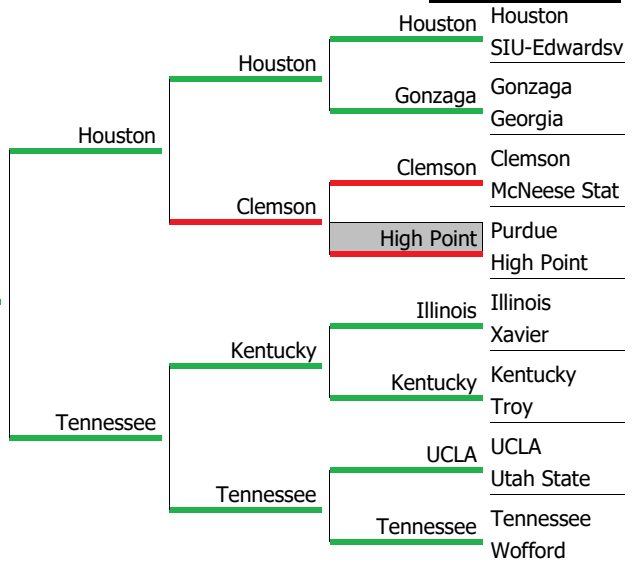 Houston
Houston
SIU-Edwardsv
Houston
Gonzaga
Gonzaga
Georgia
Houston
Clemson
Clemson
McNeese Stat
Clemson
High Point
Purdue
High Point
Illinois
Illinois
Xavier
Kentucky
Kentucky
Kentucky
Troy
Tennessee
UCLA
UCLA
Utah State
Tennessee
Tennessee
Tennessee
Wofford